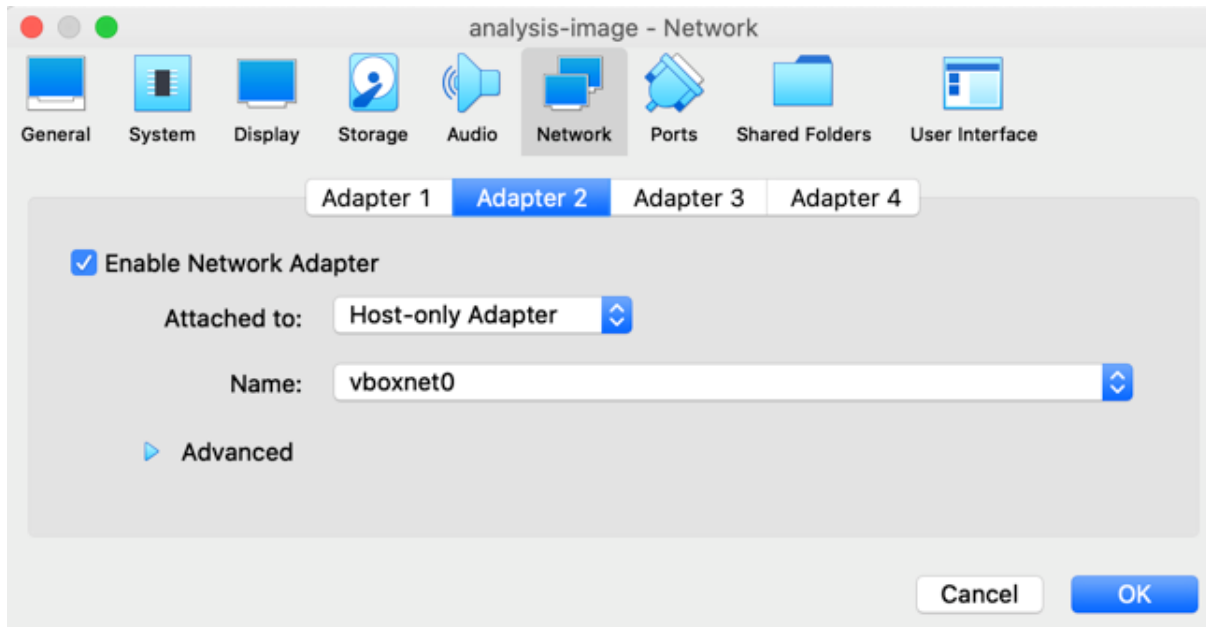 analysis-image - Network
General System Display Storage Audio Network Ports Shared Folders User Interface
Adapter 1 Adapter 2 Adapter 3 Adapter 4
Enable Network Adapter
Attached to: Host-only Adapter
Name: vboxnet0
Advanced
Cancel OK